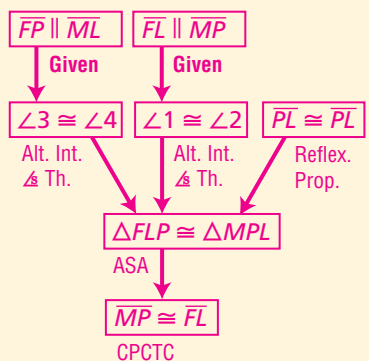 FP ∥ ML FL ∥ MP
Given Given
∠3 ≅ ∠4 ∠1 ≅ ∠2 PL ≅ PL
Alt. Int. Alt. Int. Reflex.
∠s Th. ∠s Th. Prop.
△FLP ≅ △MPL
ASA
MP ≅ FL
CPCTC